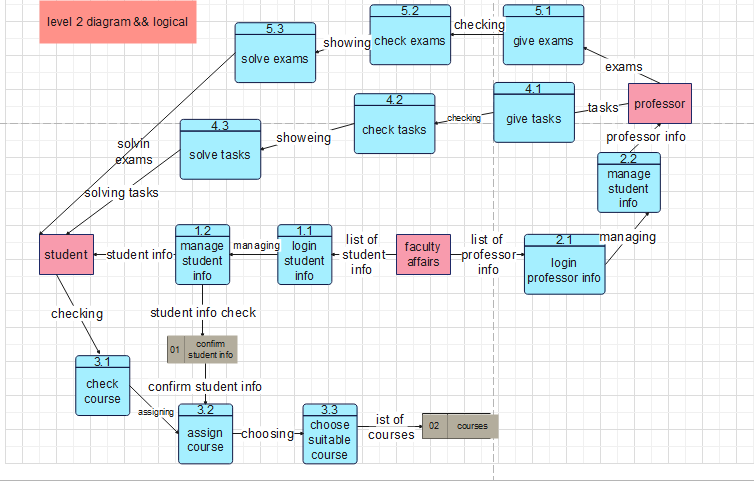 level 2 diagram && logical
5.3
solve exams
showing
5.2
check exams
checking
5.1
give exams
exams
professor
4.3
solve tasks
showeing
4.2
check tasks
checking
4.1
give tasks
tasks
professor info
solvin
exams
solving tasks
2.2
manage
student
info
managing
student
student info
1.2
manage
student
info
managing
1.1
login
student
info
list of
student
info
faculty
affairs
list of
professor
info
2.1
login
professor info
checking
student info check
01
confirm
student info
confirm student info
3.1
check
course
assigning
3.2
assign
course
choosing
3.3
choose
suitable
course
ist of
courses
02
courses